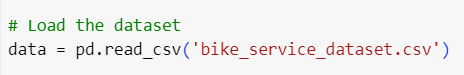 # Load the dataset
data = pd.read_csv('bike_service_dataset.csv')